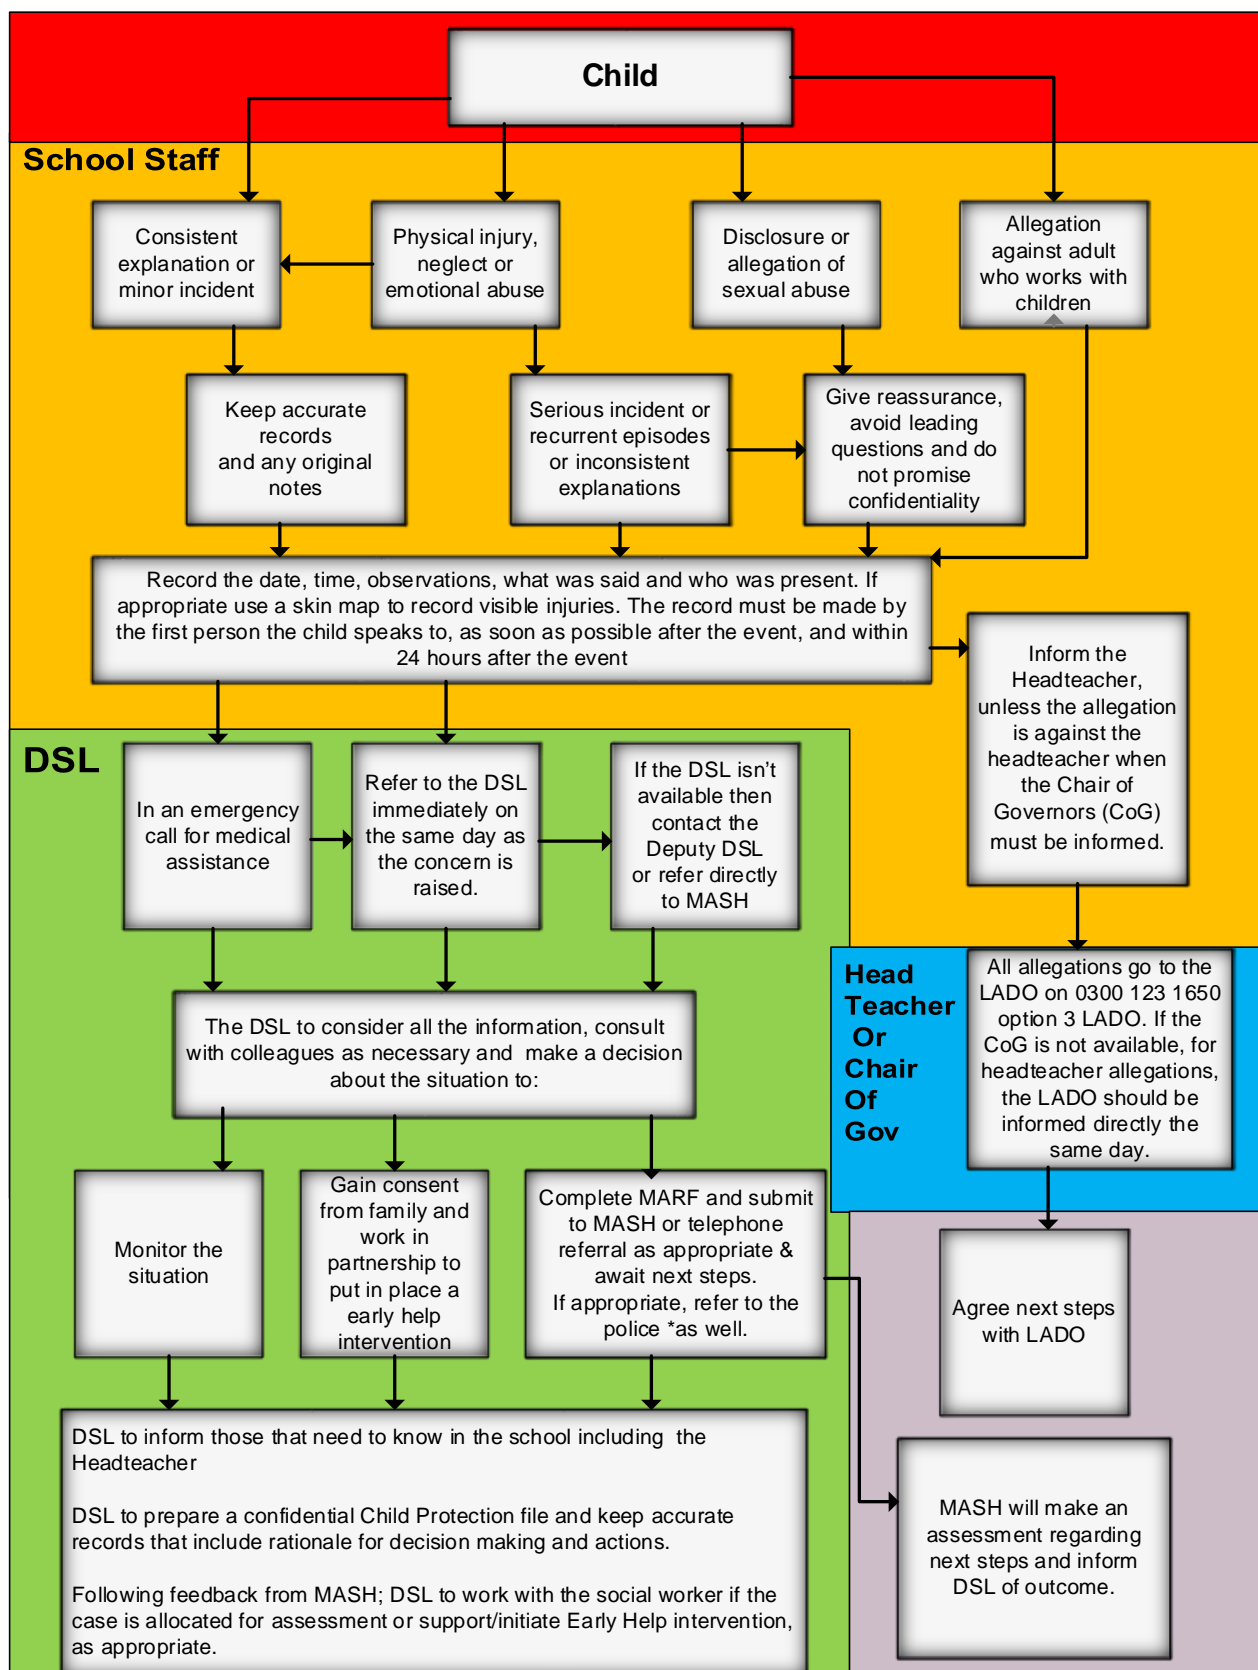 Child
School Staff
Consistent
explanation or
minor incident
Physical injury,
neglect or
emotional abuse
Disclosure or
allegation of
sexual abuse
Allegation
against adult
who works with
children
Keep accurate
records
and any original
notes
Serious incident or
recurrent episodes
or inconsistent
explanations
Give reassurance,
avoid leading
questions and do
not promise
confidentiality
Record the date, time, observations, what was said and who was present. If
appropriate use a skin map to record visible injuries. The record must be made by
the first person the child speaks to, as soon as possible after the event, and within
24 hours after the event
Inform the
Headteacher,
unless the allegation
is against the
headteacher when
the Chair of
Governors (CoG)
must be informed.
DSL
In an emergency
call for medical
assistance
Refer to the DSL
immediately on
the same day as
the concern is
raised.
If the DSL isn't
available then
contact the
Deputy DSL
or refer directly
to MASH
Head
Teacher
Or
Chair
Of
Gov
All allegations go to the
LADO on 0300 123 1650
option 3 LADO. If the
CoG is not available, for
headteacher allegations,
the LADO should be
informed directly the
same day.
The DSL to consider all the information, consult
with colleagues as necessary and make a decision
about the situation to:
Monitor the
situation
Gain consent
from family and
work in
partnership to
put in place a
early help
intervention
Complete MARF and submit
to MASH or telephone
referral as appropriate &
await next steps.
If appropriate, refer to the
police *as well.
Agree next steps
with LADO
DSL to inform those that need to know in the school including the
Headteacher
DSL to prepare a confidential Child Protection file and keep accurate
records that include rationale for decision making and actions.
Following feedback from MASH; DSL to work with the social worker if the
case is allocated for assessment or support/initiate Early Help intervention,
as appropriate.
MASH will make an
assessment regarding
next steps and inform
DSL of outcome.